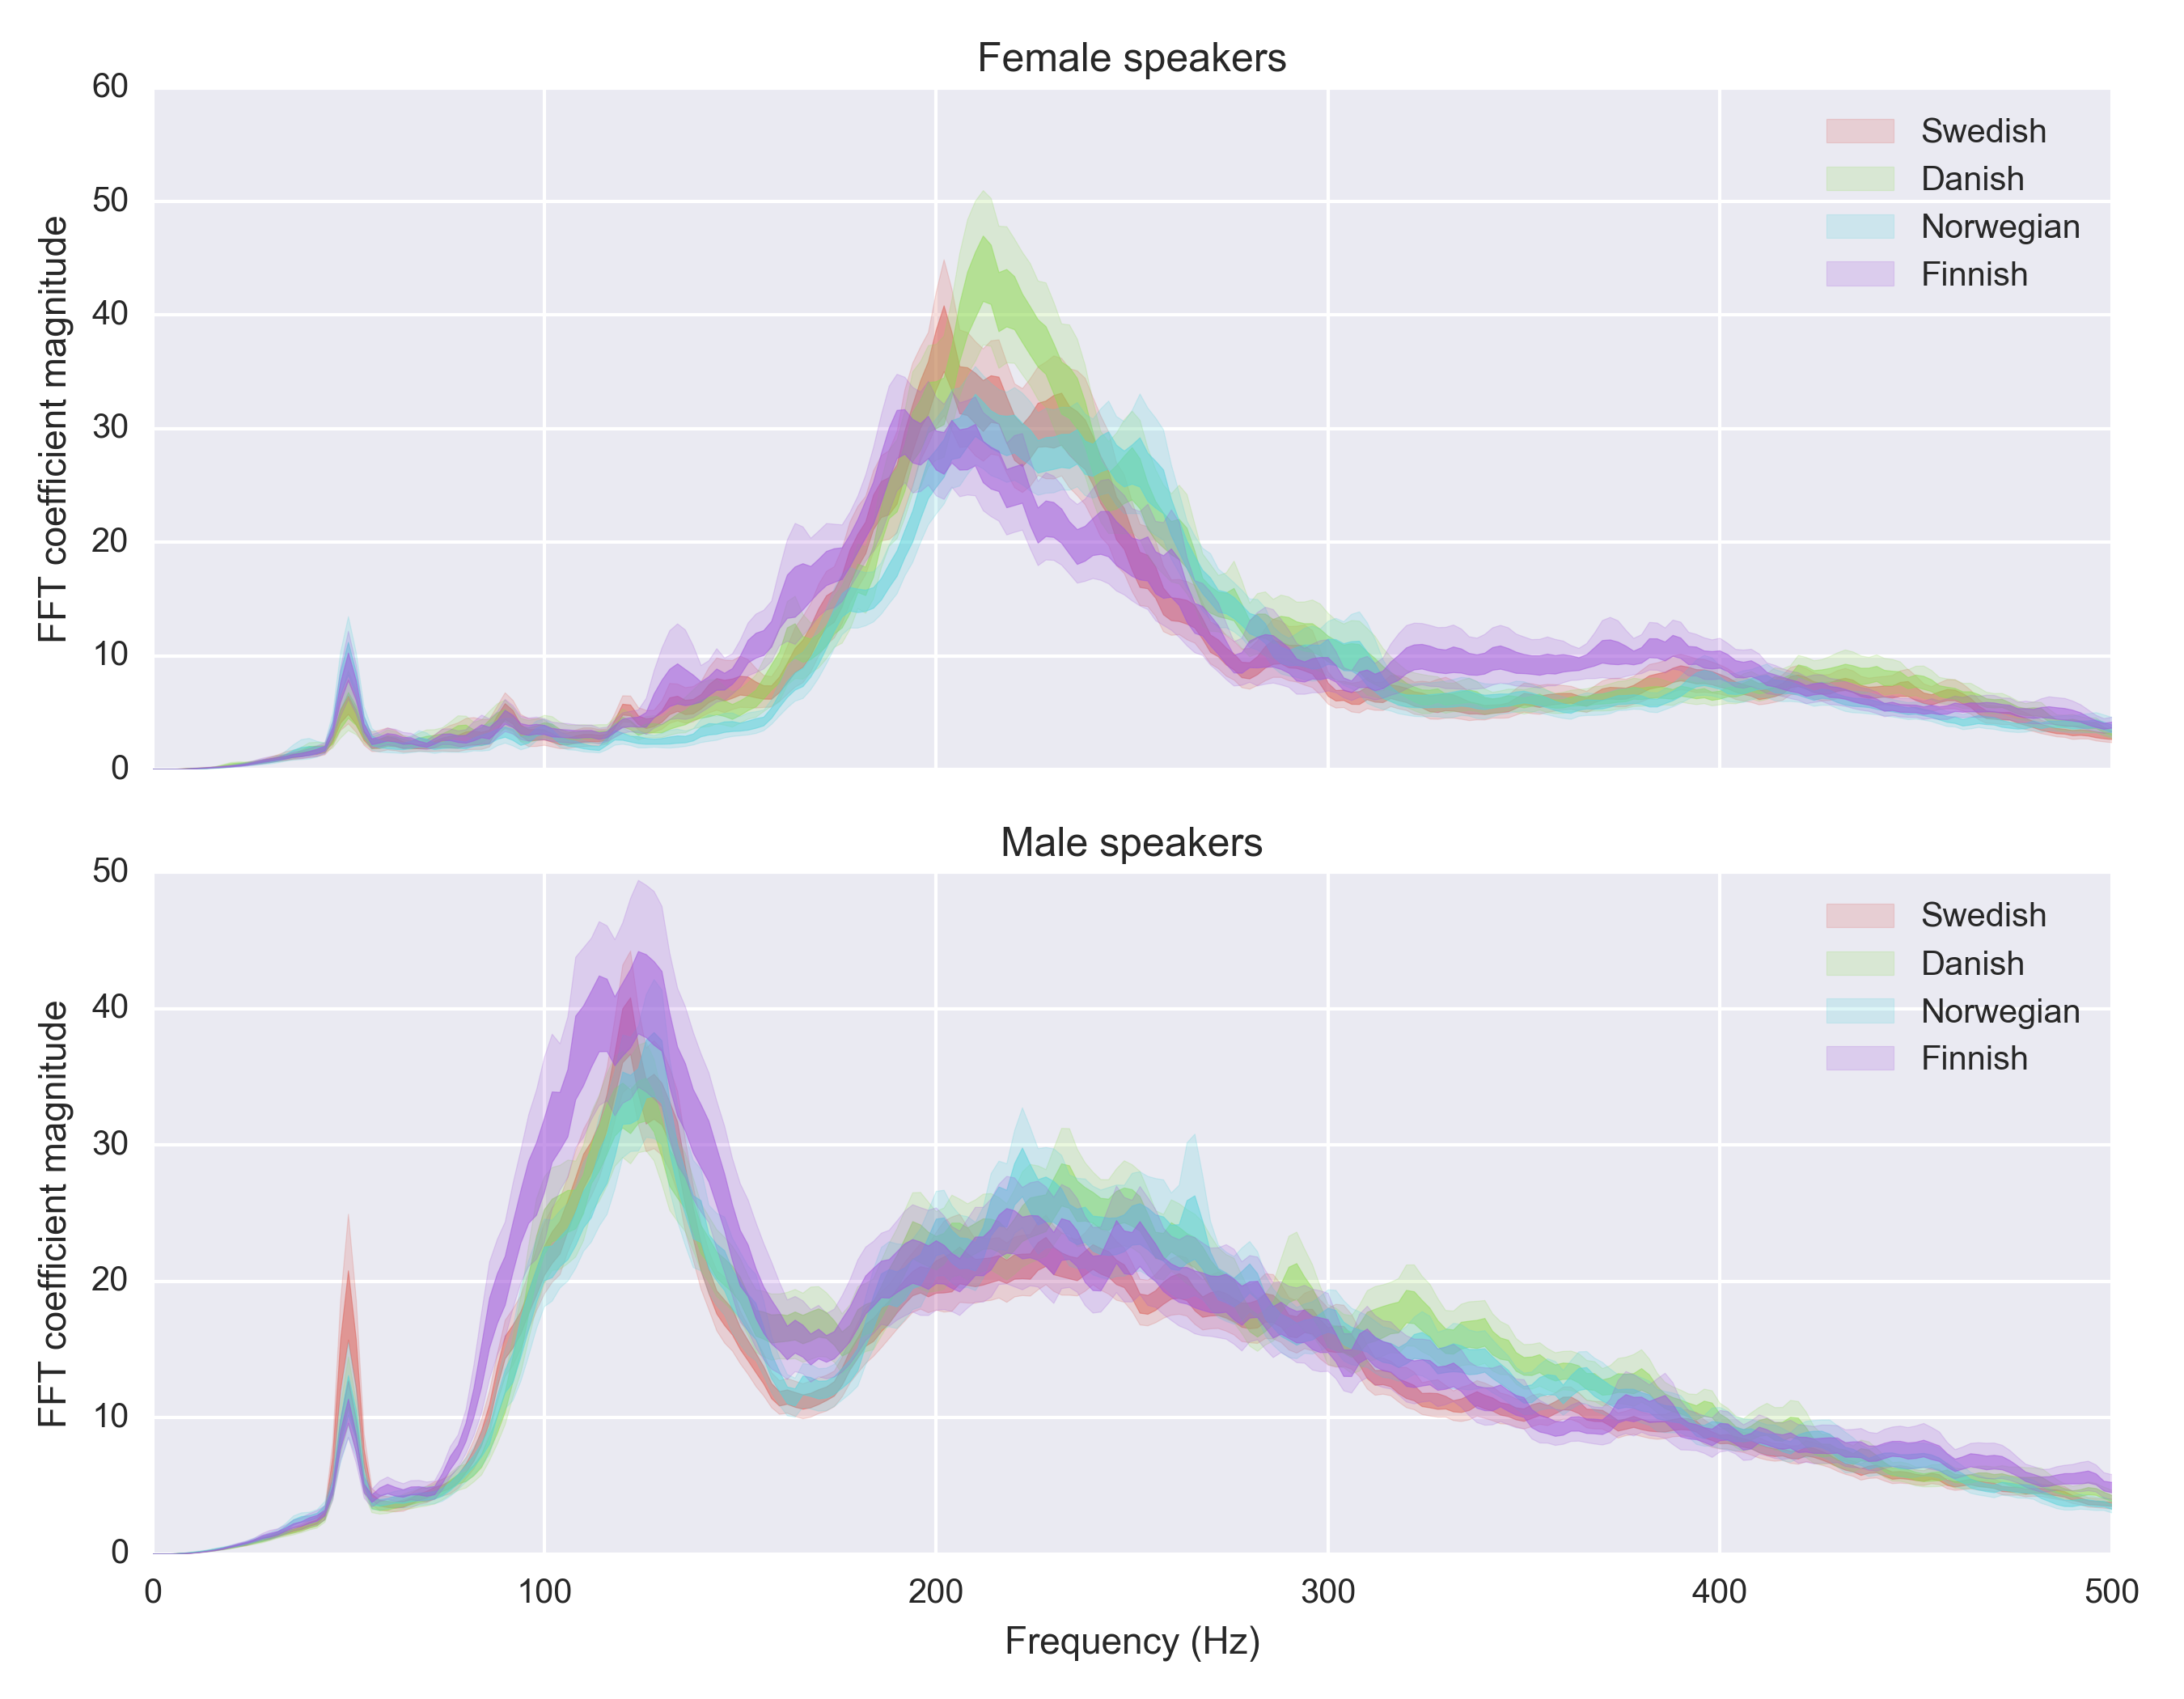 Female speakers
60
50
40
30
20
10
0
FFT coefficient magnitude
Swedish
Danish
Norwegian
Finnish
Male speakers
50
40
30
20
10
0
FFT coefficient magnitude
Swedish
Danish
Norwegian
Finnish
0 100 200 300 400 500
Frequency (Hz)